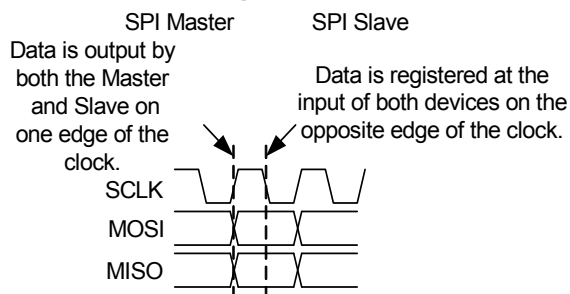 SPI Master
SPI Slave
Data is output by
both the Master
and Slave on
one edge of the
clock.
Data is registered at the
input of both devices on the
opposite edge of the clock.
SCLK
MOSI
MISO